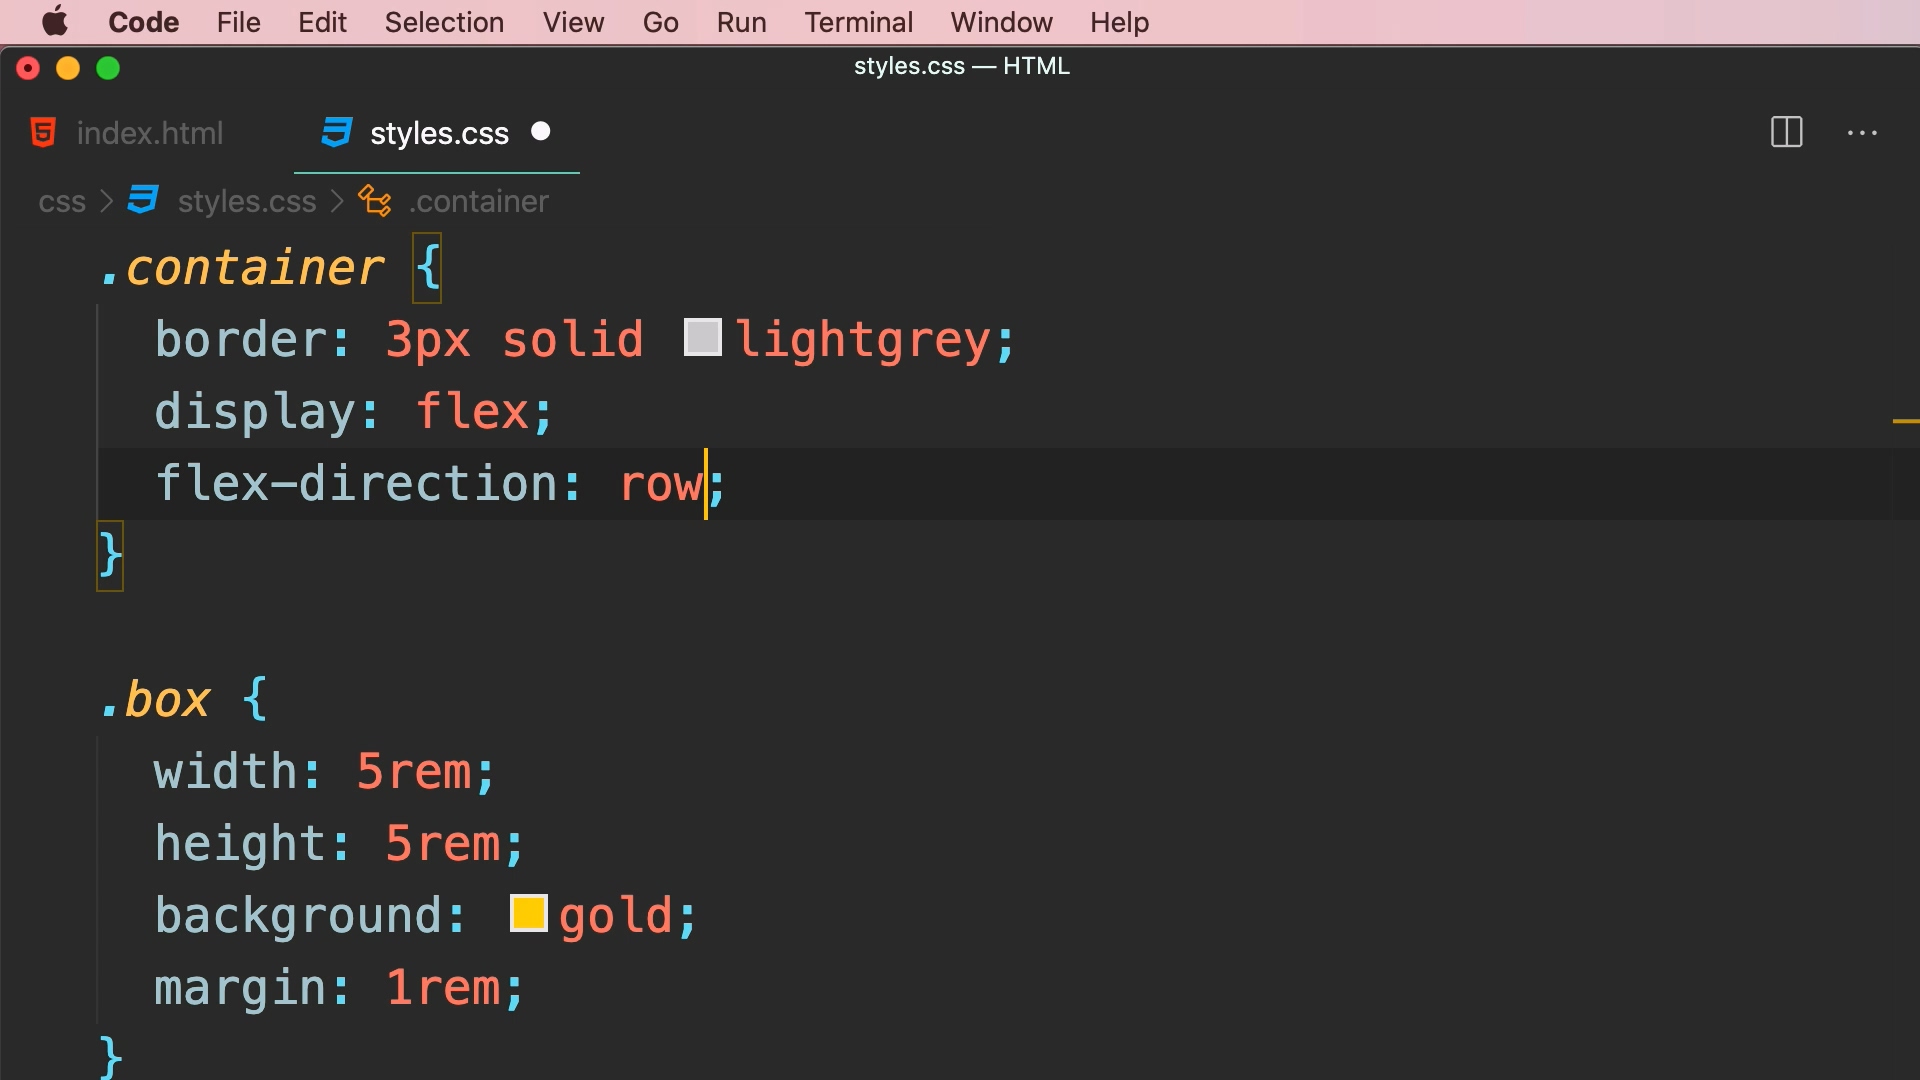 Code File Edit Selection View Go Run Terminal Window Help
styles.css — HTML
index.html styles.css
css > styles.css > .container
.container {
border: 3px solid lightgrey;
display: flex;
flex-direction: row;
}
.box {
width: 5rem;
height: 5rem;
background: gold;
margin: 1rem;
}